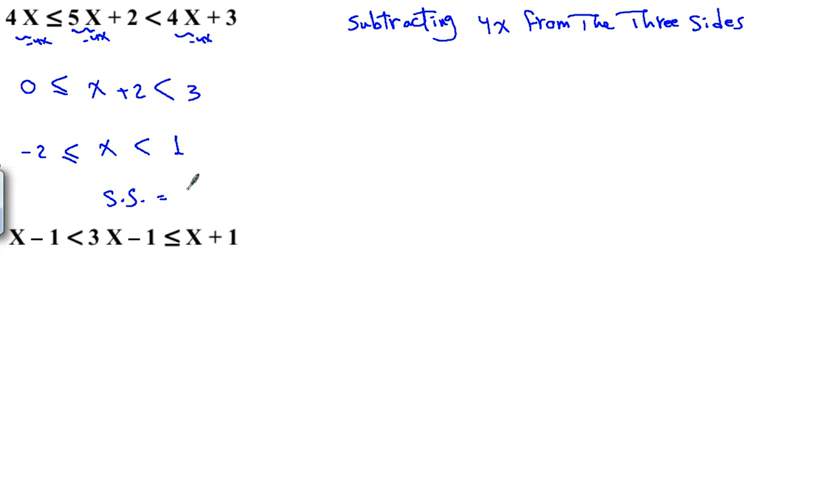 4 X ≤ 5 X + 2 < 4 X + 3 Subtracting 4x from The Three Sides
-4x -4x -4x
0 ≤ x + 2 < 3
-2 ≤ x < 1
S.S. =
X – 1 < 3 X – 1 ≤ X + 1